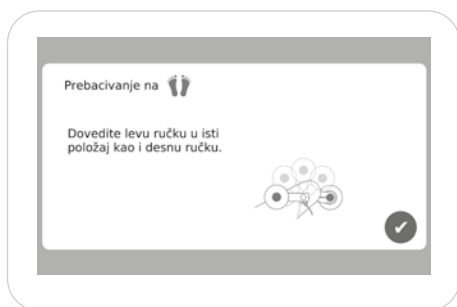 Prebacivanje na
Dovedite levu ručku u isti
položaj kao i desnu ručku.